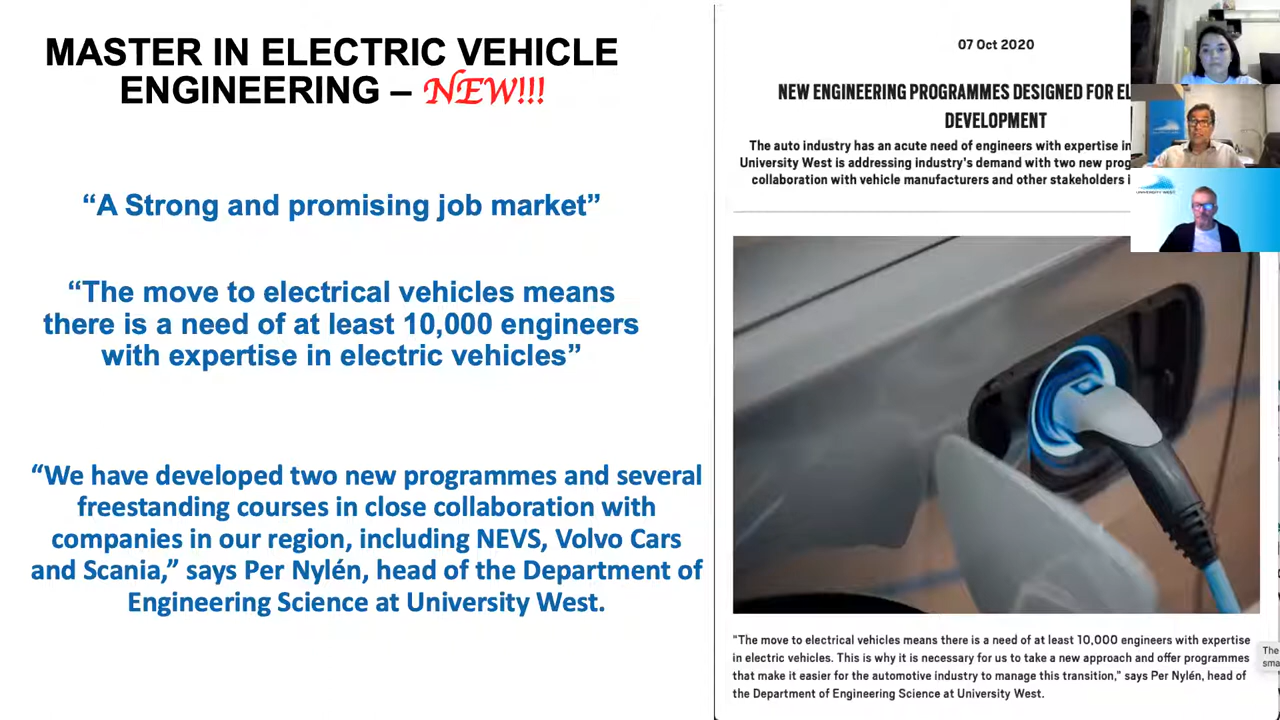 MASTER IN ELECTRIC VEHICLE
ENGINEERING – NEW!!!
“A Strong and promising job market”
“The move to electrical vehicles means
there is a need of at least 10,000 engineers
with expertise in electric vehicles”
“We have developed two new programmes and several
freestanding courses in close collaboration with
companies in our region, including NEVS, Volvo Cars
and Scania,” says Per Nylén, head of the Department of
Engineering Science at University West.
07 Oct 2020
NEW ENGINEERING PROGRAMMES DESIGNED FOR
DEVELOPMENT
The auto industry has an acute need of engineers with expertise in
University West is addressing industry's demand with two new
collaboration with vehicle manufacturers and other stakeholders
UNIVERSITY WEST
"The move to electrical vehicles means there is a need of at least 10,000 engineers with expertise
in electric vehicles. This is why it is necessary for us to take a new approach and offer programmes
that make it easier for the automotive industry to manage this transition," says Per Nylén, head of
the Department of Engineering Science at University West.
The